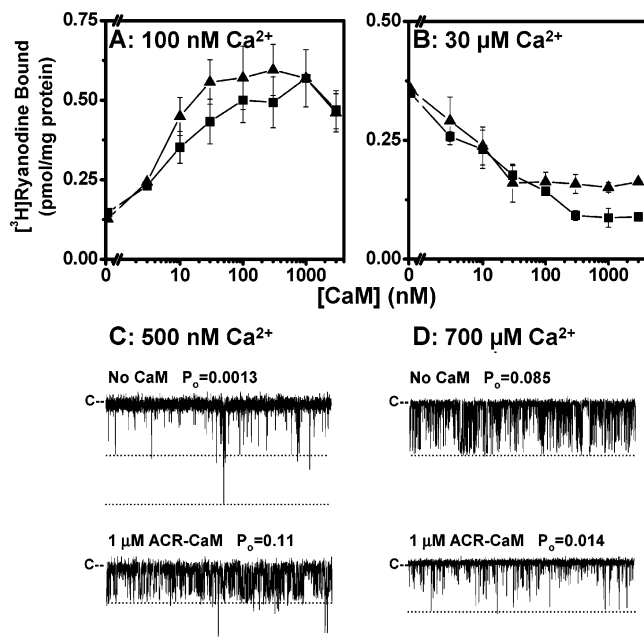 A: 100 nM Ca²⁺
B: 30 µM Ca²⁺
[³H]Ryanodine Bound
(pmol/mg protein)
0.75
0.50
0.25
0.00
0.50
0.25
0.00
0 10 100 1000
0 10 100 1000
[CaM] (nM)
C: 500 nM Ca²⁺
D: 700 µM Ca²⁺
No CaM Pₒ=0.0013
C--
No CaM Pₒ=0.085
C--
1 µM ACR-CaM Pₒ=0.11
C--
1 µM ACR-CaM Pₒ=0.014
C--